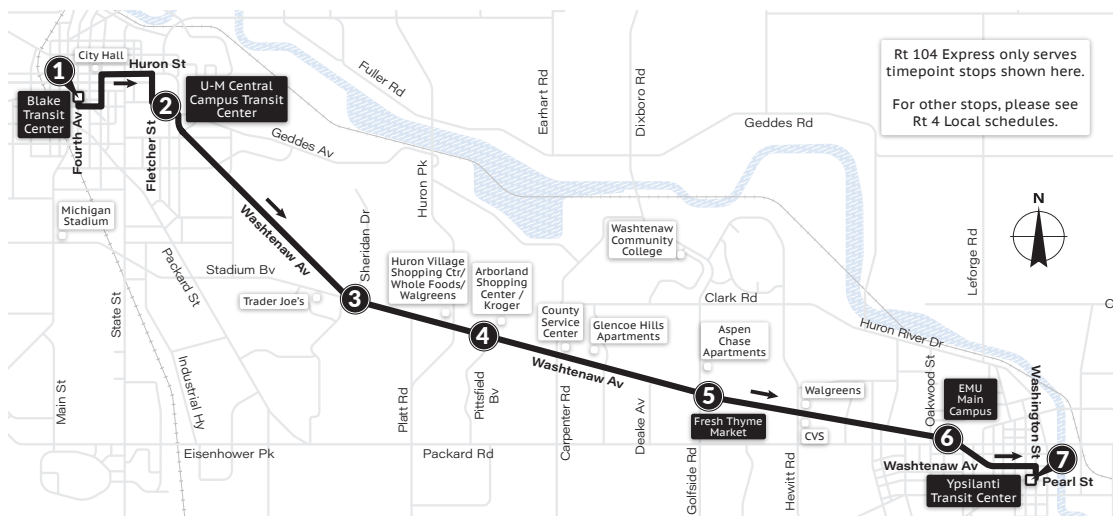 Rt 104 Express only serves
timepoint stops shown here.
For other stops, please see
Rt 4 Local schedules.
City Hall
Huron St
1
Blake
Transit
Center
Fourth Av
Fletcher St
2
U-M Central
Campus Transit
Center
Geddes Av
Fuller Rd
Huron Pk
Earhart Rd
Dixboro Rd
Geddes Rd
N
Michigan
Stadium
Packard St
State St
Main St
Industrial Hy
Stadium Bv
Washtenaw Av
Sheridan Dr
Trader Joe's
3
Huron Village
Shopping Ctr/
Whole Foods/
Walgreens
Arborland
Shopping
Center /
Kroger
4
Washtenaw
Community
College
County
Service
Center
Glencoe Hills
Apartments
Clark Rd
Aspen
Chase
Apartments
Leforge Rd
Huron River Dr
Washtenaw Av
Platt Rd
Pittsfield
Bv
Carpenter Rd
Deake Av
Eisenhower Pk
Packard Rd
5
Fresh Thyme
Market
Golfside Rd
Walgreens
CVS
Hewitt Rd
Oakwood St
EMU
Main
Campus
6
Washington St
Washtenaw Av
Ypsilanti
Transit Center
7
Pearl St